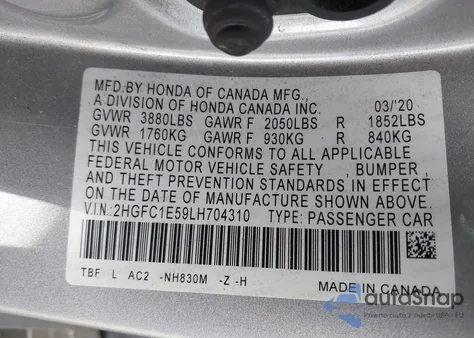 MFD.BY HONDA OF CANADA MFG.,
A DIVISION OF HONDA CANADA INC. 03/'20
GVWR 3880LBS GAWR F 2050LBS R 1852LBS
GVWR 1760KG GAWR F 930KG R 840KG
THIS VEHICLE CONFORMS TO ALL APPLICABLE
FEDERAL MOTOR VEHICLE SAFETY , BUMPER,
AND THEFT PREVENTION STANDARDS IN EFFECT
ON THE DATE OF MANUFACTURE SHOWN ABOVE.
V.I.N: 2HGFC1E59LH704310 TYPE: PASSENGER CAR
TBF L AC2 -NH830M -Z -H
MADE IN CANADA
autoSnap